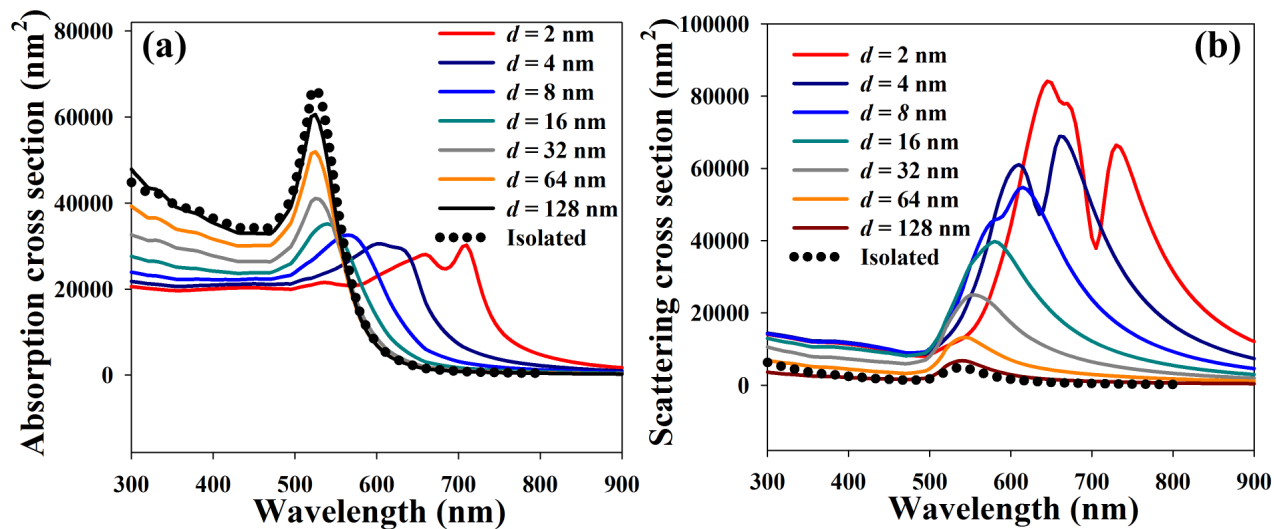 (a)
Absorption cross section (nm²)
80000
60000
40000
20000
0
d = 2 nm
d = 4 nm
d = 8 nm
d = 16 nm
d = 32 nm
d = 64 nm
d = 128 nm
Isolated
300 400 500 600 700 800 900
Wavelength (nm)
(b)
Scattering cross section (nm²)
100000
80000
60000
40000
20000
0
d = 2 nm
d = 4 nm
d = 8 nm
d = 16 nm
d = 32 nm
d = 64 nm
d = 128 nm
Isolated
300 400 500 600 700 800 900
Wavelength (nm)